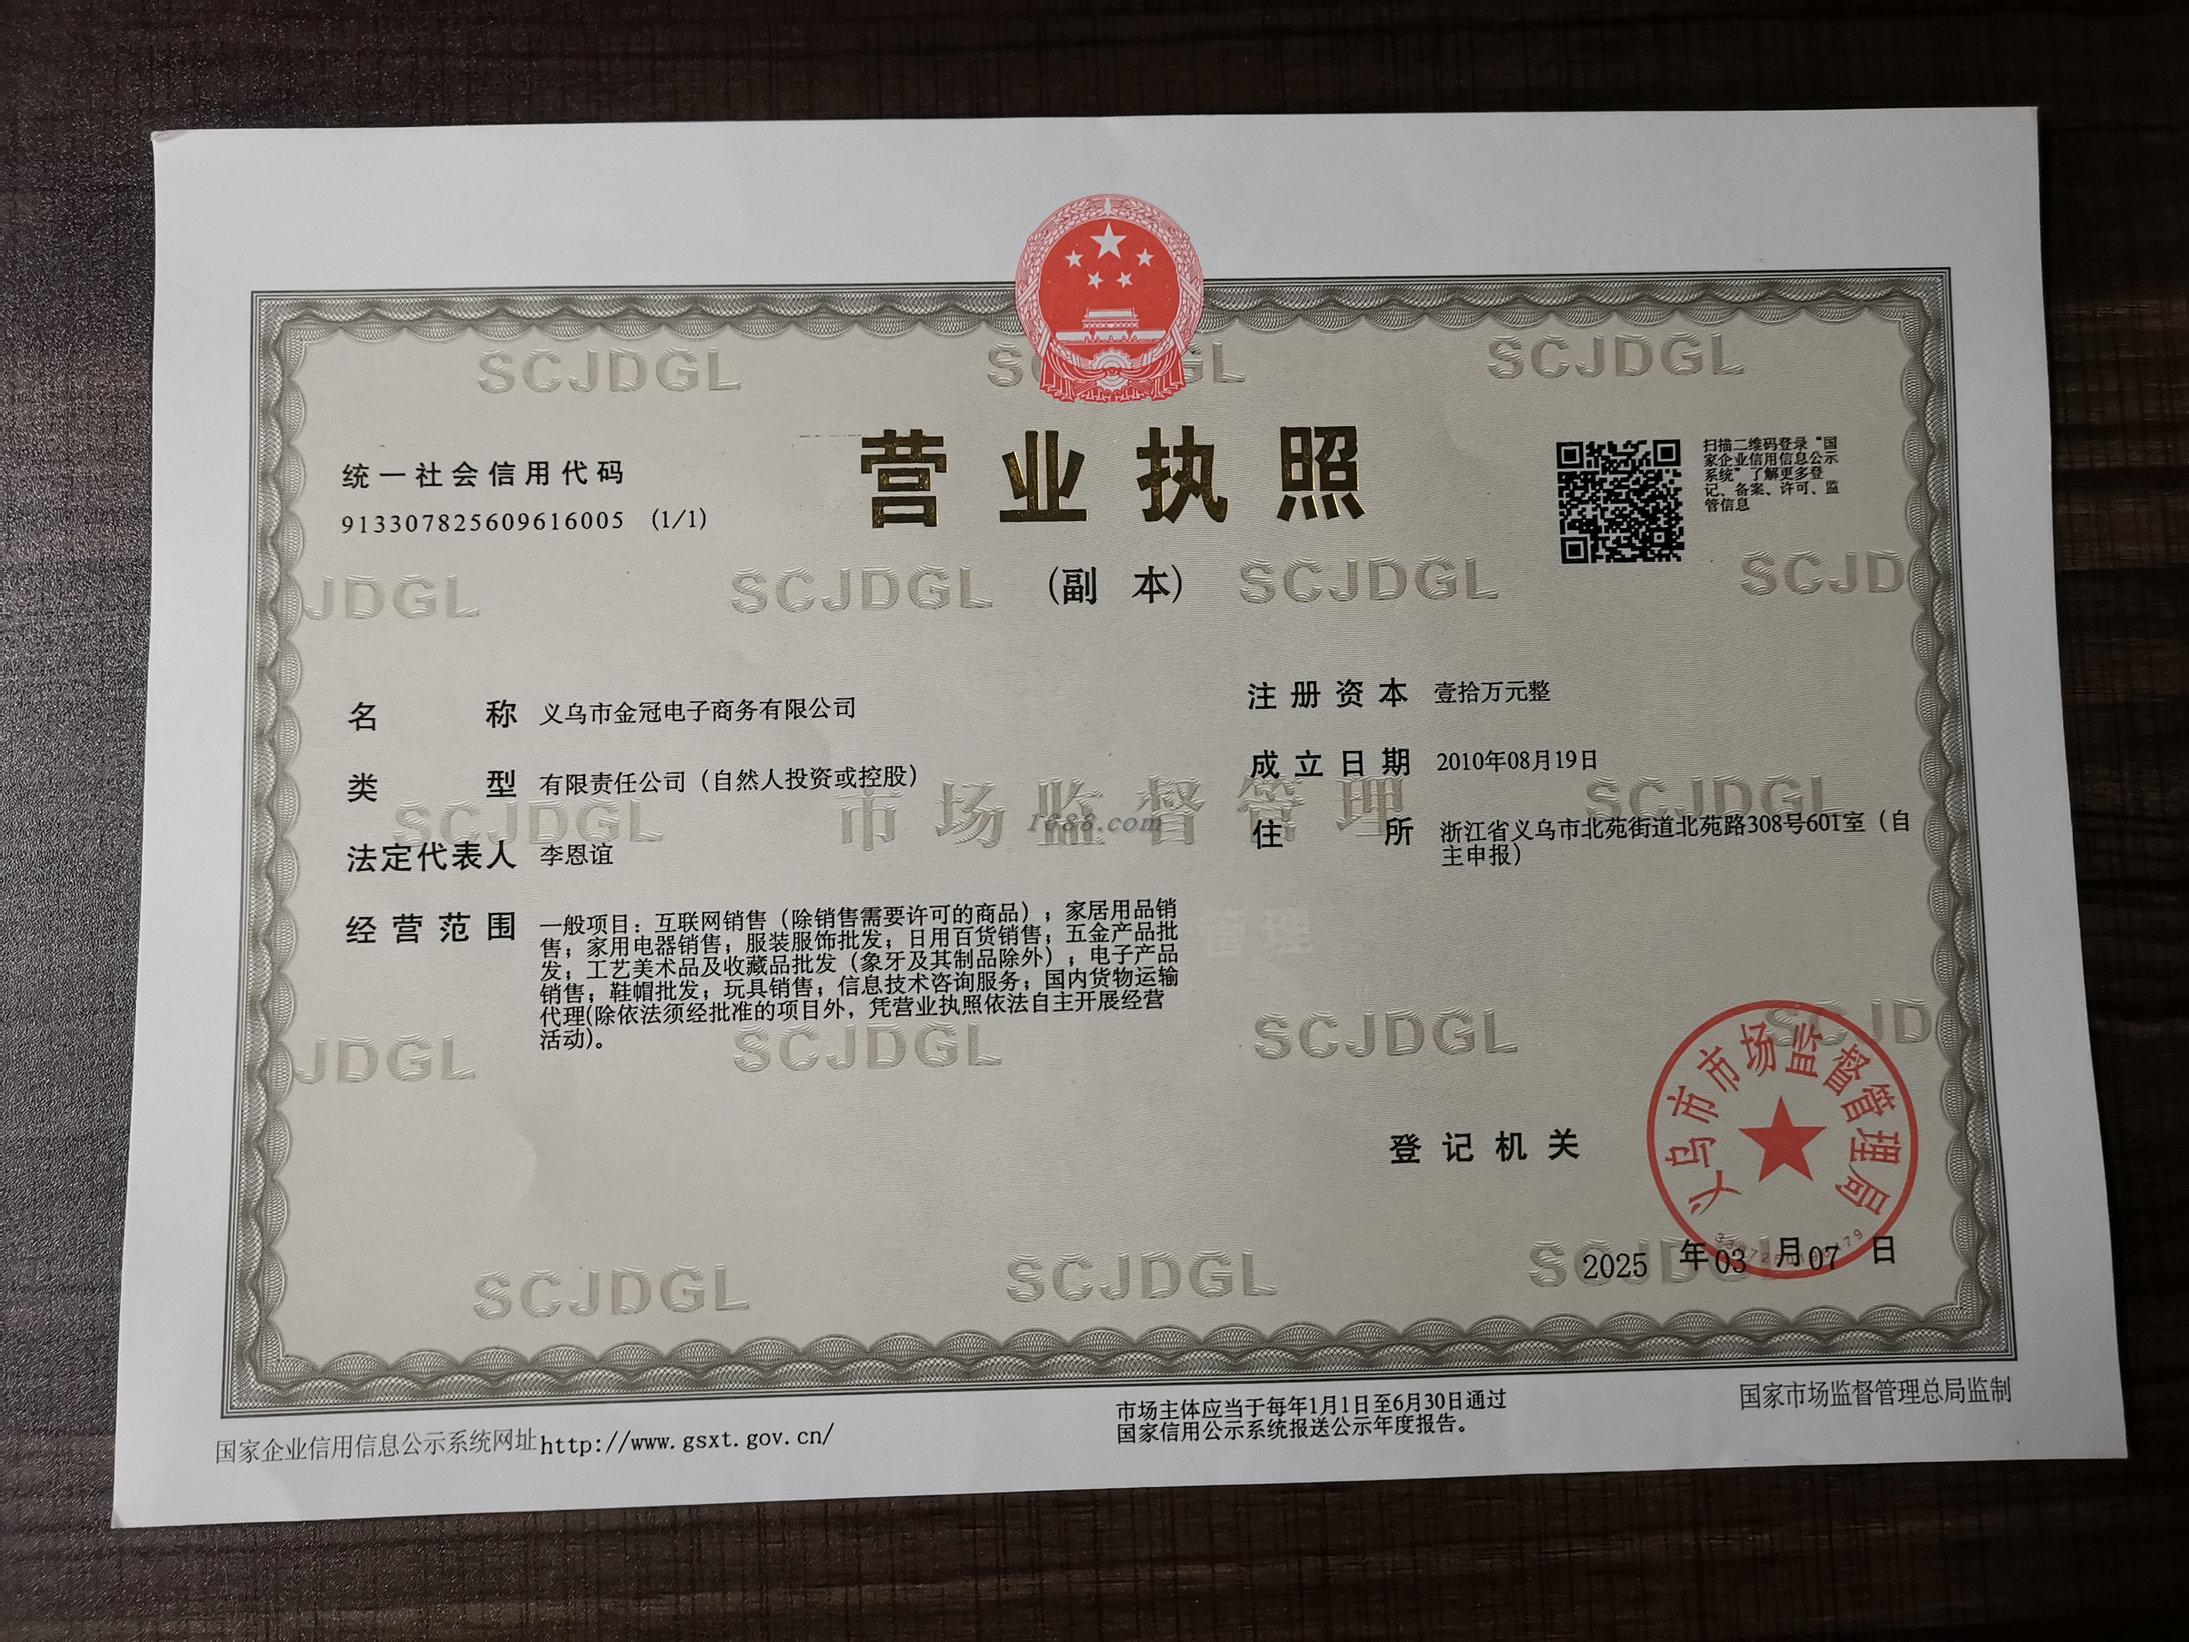 SCJDGL
SCJDGL
营业执照
(副 本)
统一社会信用代码
913307825609616005 (1/1)
扫描二维码登录“国
家企业信用信息公示
系统”了解更多登
记、备案、许可、监
管信息
JDGL
SCJDGL
SCJDGL
SCJD
名 称 义乌市金冠电子商务有限公司
类 型 有限责任公司（自然人投资或控股）
法定代表人 李恩谊
经营范围 一般项目：互联网销售（除销售需要许可的商品）；家居用品销
售；家用电器销售；服装服饰批发；日用百货销售；五金产品批
发；工艺美术品及收藏品批发（象牙及其制品除外）；电子产品
销售；鞋帽批发；玩具销售；信息技术咨询服务；国内货物运输
代理(除依法须经批准的项目外，凭营业执照依法自主开展经营
活动)。
注册资本 壹拾万元整
成立日期 2010年08月19日
住 所 浙江省义乌市北苑街道北苑路308号601室（自
主申报）
SCJDGL
市场监督管理
SCJDGL
1688.com
JDGL
SCJDGL
SCJDGL
SCJD
登记机关
义乌市市场监督管理局
2025 年03 月07 日
SCJDGL
SCJDGL
国家企业信用信息公示系统网址http://www.gsxt.gov.cn/
市场主体应当于每年1月1日至6月30日通过
国家信用公示系统报送公示年度报告。
国家市场监督管理总局监制